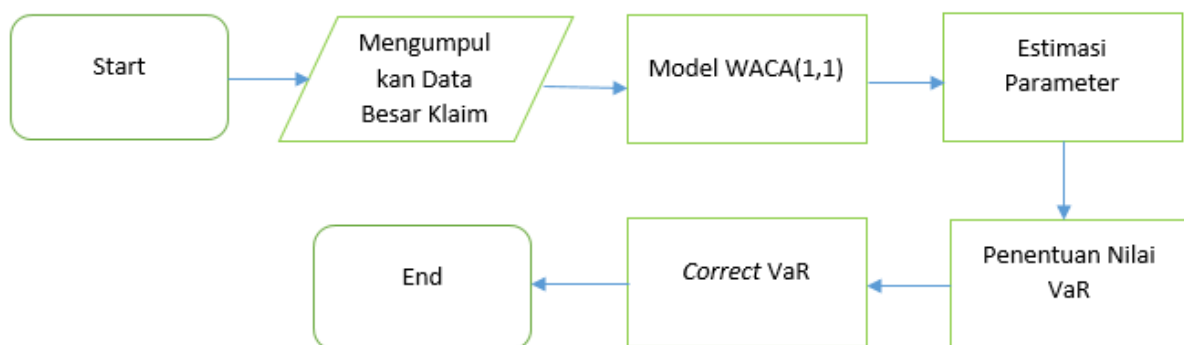 Start
Mengumpul
kan Data
Besar Klaim
Model WACA(1,1)
Estimasi
Parameter
Penentuan Nilai
VaR
Correct VaR
End